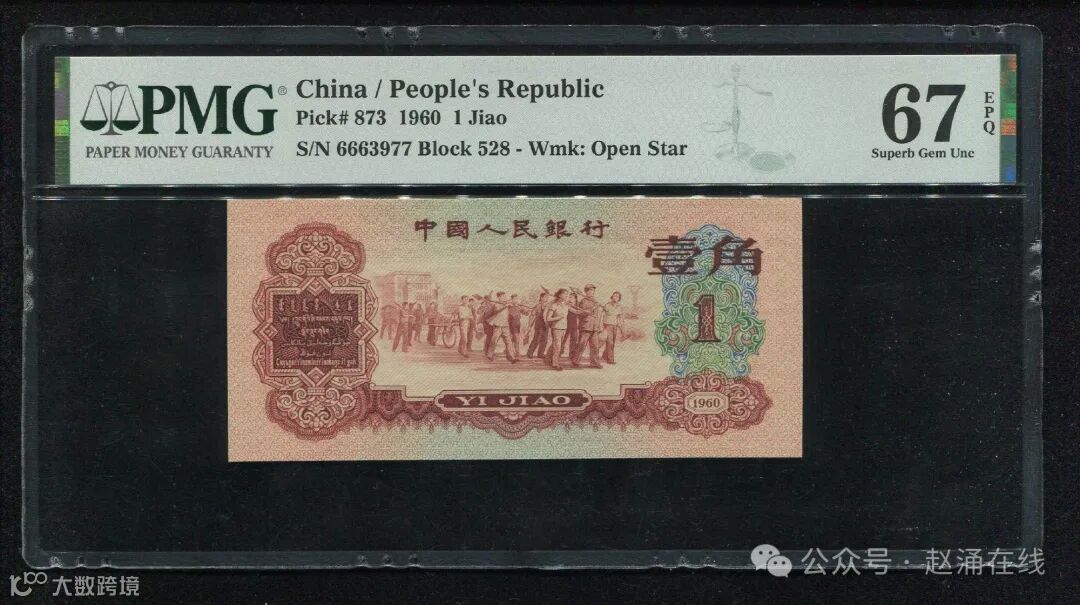 PMG®
PAPER MONEY GUARANTY
China / People's Republic
Pick# 873 1960 1 Jiao
S/N 6663977 Block 528 - Wmk: Open Star
67
EPQ
Superb Gem Unc
中國人民銀行
壹角
1
YI JIAO
1960
公众号 · 赵涌在线
大数跨境